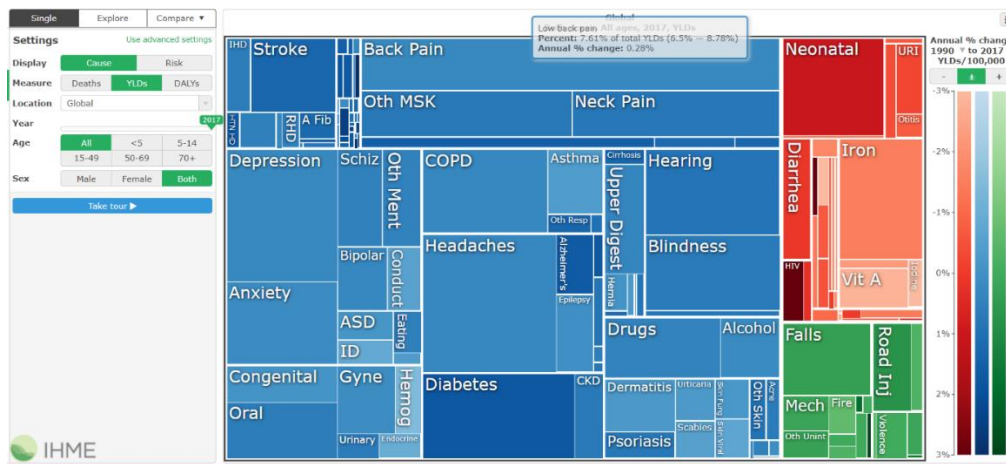 Single Explore Compare ▼
Settings Use advanced settings
Display Cause Risk
Measure Deaths YLDs DALYs
Location Global
Year 2017
Age All <5 5-14
15-49 50-69 70+
Sex Male Female Both
Take tour ▶
IHME
Global
All ages, 2017, YLDs
Low back pain
Percent: 7.61% of total YLDs (6.5% — 8.78%)
Annual % change: 0.28%
IHD
Stroke
HTN HD
RHD
A Fib
Back Pain
Oth MSK
Neck Pain
Depression
Anxiety
Schiz
Oth Ment
Bipolar
Conduct
ASD
Eating
ID
Congenital
Oral
Gyne
Hemog
Urinary
Endocrine
COPD
Asthma
Oth Resp
Headaches
Alzheimer's
Epilepsy
Diabetes
CKD
Cirrhosis
Upper Digest
Hernia
Hearing
Blindness
Drugs
Alcohol
Dermatitis
Urticaria
Scabies
Psoriasis
Skin Fung
Skin Viral
Oth Skin
Acne
Neonatal
URI
Otitis
Diarrhea
HIV
Iron
Vit A
Iodine
Falls
Road Inj
Mech
Fire
Oth Unint
Violence
Annual % chang
1990 ▼ to 2017
YLDs/100,000
- ± +
-3%
-2%
-1%
0%
1%
2%
3%